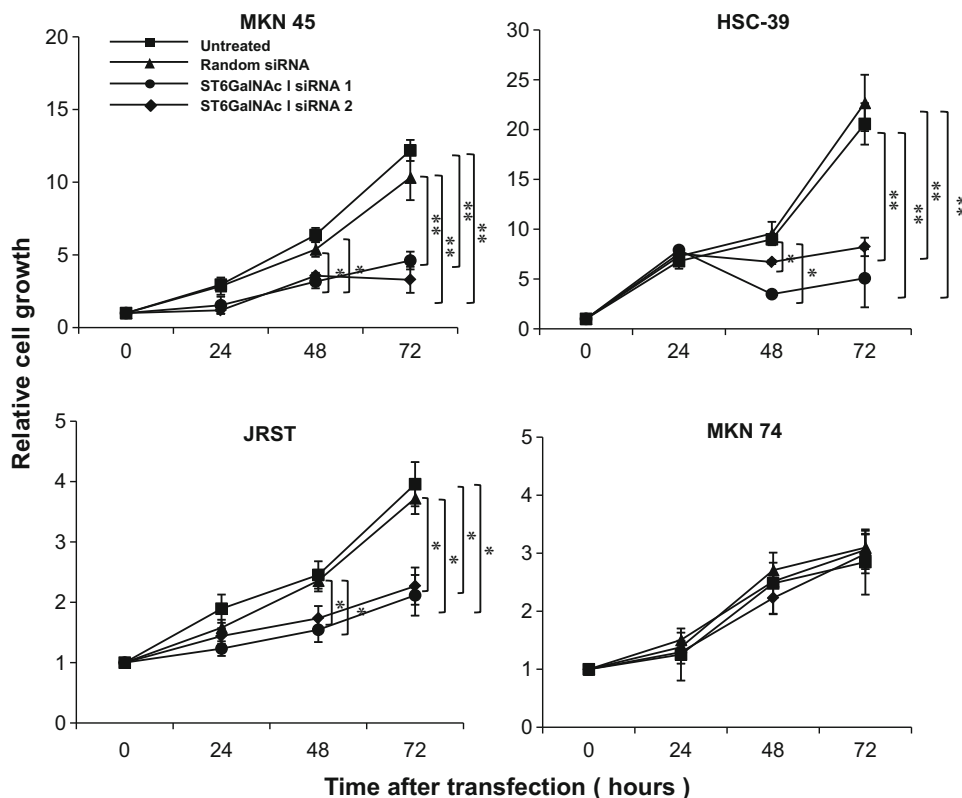 MKN 45
Untreated
Random siRNA
ST6GalNAc I siRNA 1
ST6GalNAc I siRNA 2
20
15
10
5
0
0 24 48 72
* * ** ** ** **
HSC-39
30
25
20
15
10
5
0
0 24 48 72
* * ** ** ** **
Relative cell growth
JRST
5
4
3
2
1
0
0 24 48 72
* * * * * *
MKN 74
5
4
3
2
1
0
0 24 48 72
Time after transfection ( hours )